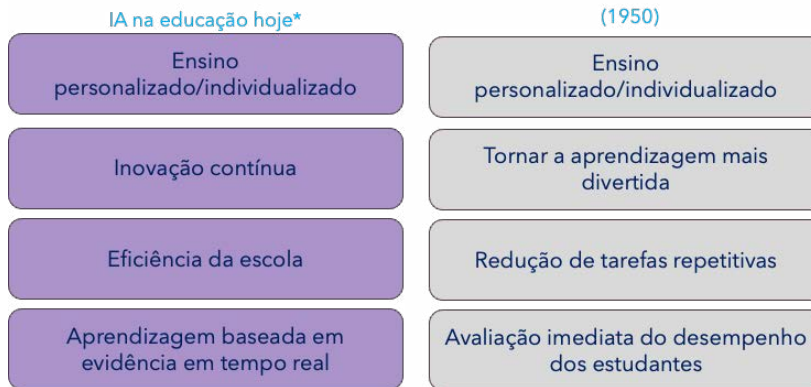 IA na educação hoje*
(1950)
Ensino
personalizado/individualizado
Ensino
personalizado/individualizado
Inovação contínua
Tornar a aprendizagem mais
divertida
Eficiência da escola
Redução de tarefas repetitivas
Aprendizagem baseada em
evidência em tempo real
Avaliação imediata do desempenho
dos estudantes